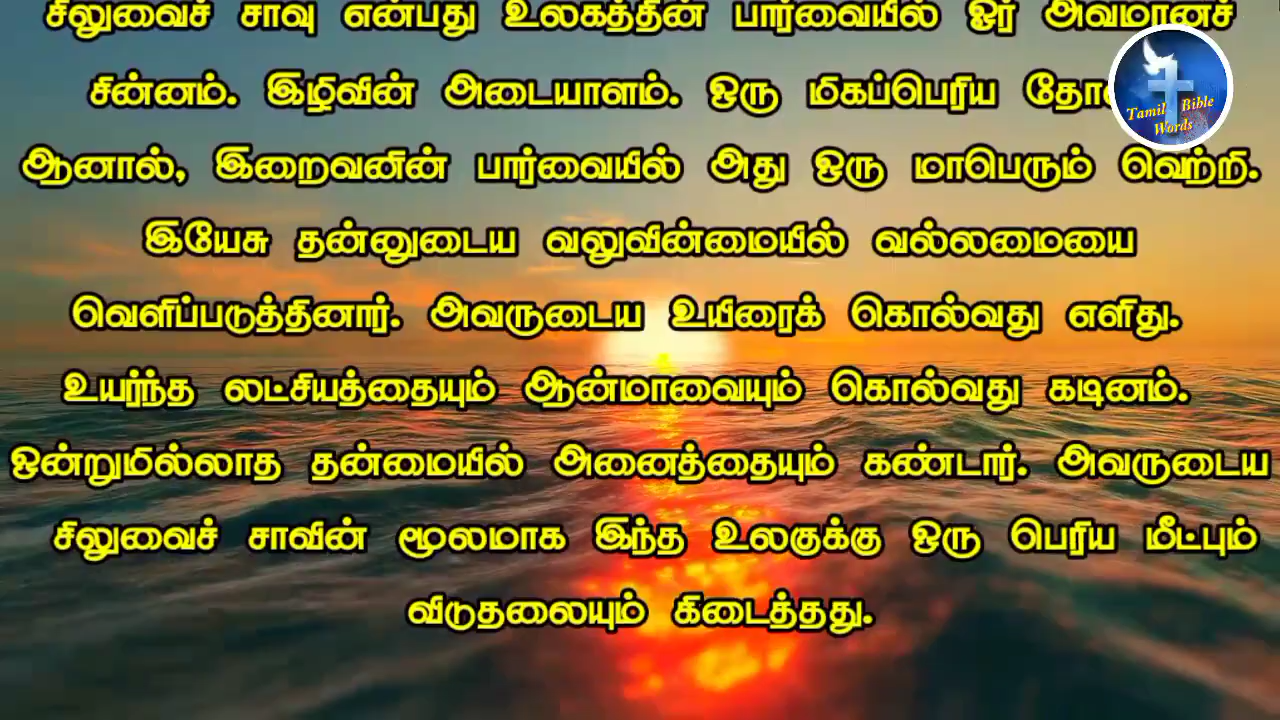 சிலுவைச் சாவு என்பது உலகத்தின் பார்வையில் ஓர் அவமானச்
சின்னம். இழிவின் அடையாளம். ஒரு மிகப்பெரிய
ஆனால், இறைவனின் பார்வையில் அது ஒரு மாபெரும் வெற்றி.
இயேசு தன்னுடைய வலுவின்மையில் வல்லமையை
வெளிப்படுத்தினார். அவருடைய உயிரைக் கொல்வது எளிது.
உயர்ந்த லட்சியத்தையும் ஆன்மாவையும் கொல்வது கடினம்.
ஒன்றுமில்லாத தன்மையில் அனைத்தையும் கண்டார். அவருடைய
சிலுவைச் சாவின் மூலமாக இந்த உலகுக்கு ஒரு பெரிய மீட்பும்
விடுதலையும் கிடைத்தது.
Tamil Bible
Words